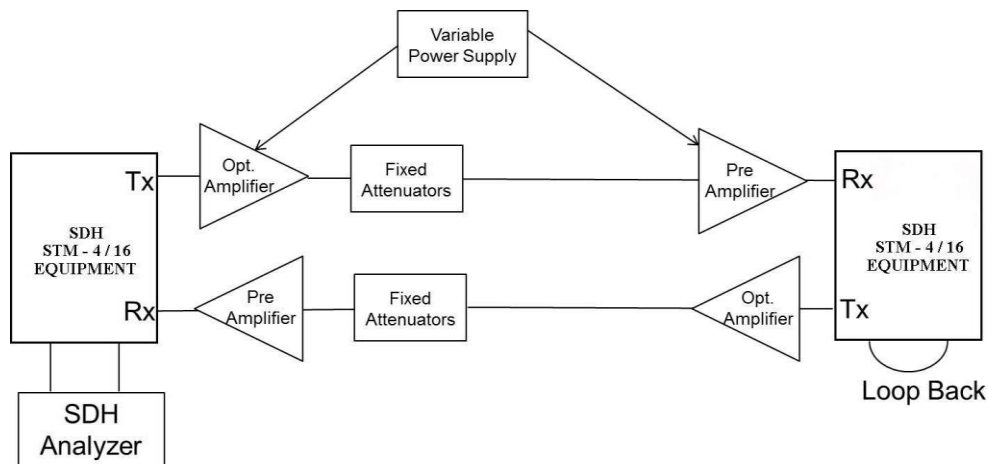 Variable
Power Supply
Tx
Opt.
Amplifier
Fixed
Attenuators
Pre
Amplifier
Rx
SDH
STM - 4 / 16
EQUIPMENT
SDH
STM - 4 / 16
EQUIPMENT
Rx
Pre
Amplifier
Fixed
Attenuators
Opt.
Amplifier
Tx
Loop Back
SDH
Analyzer